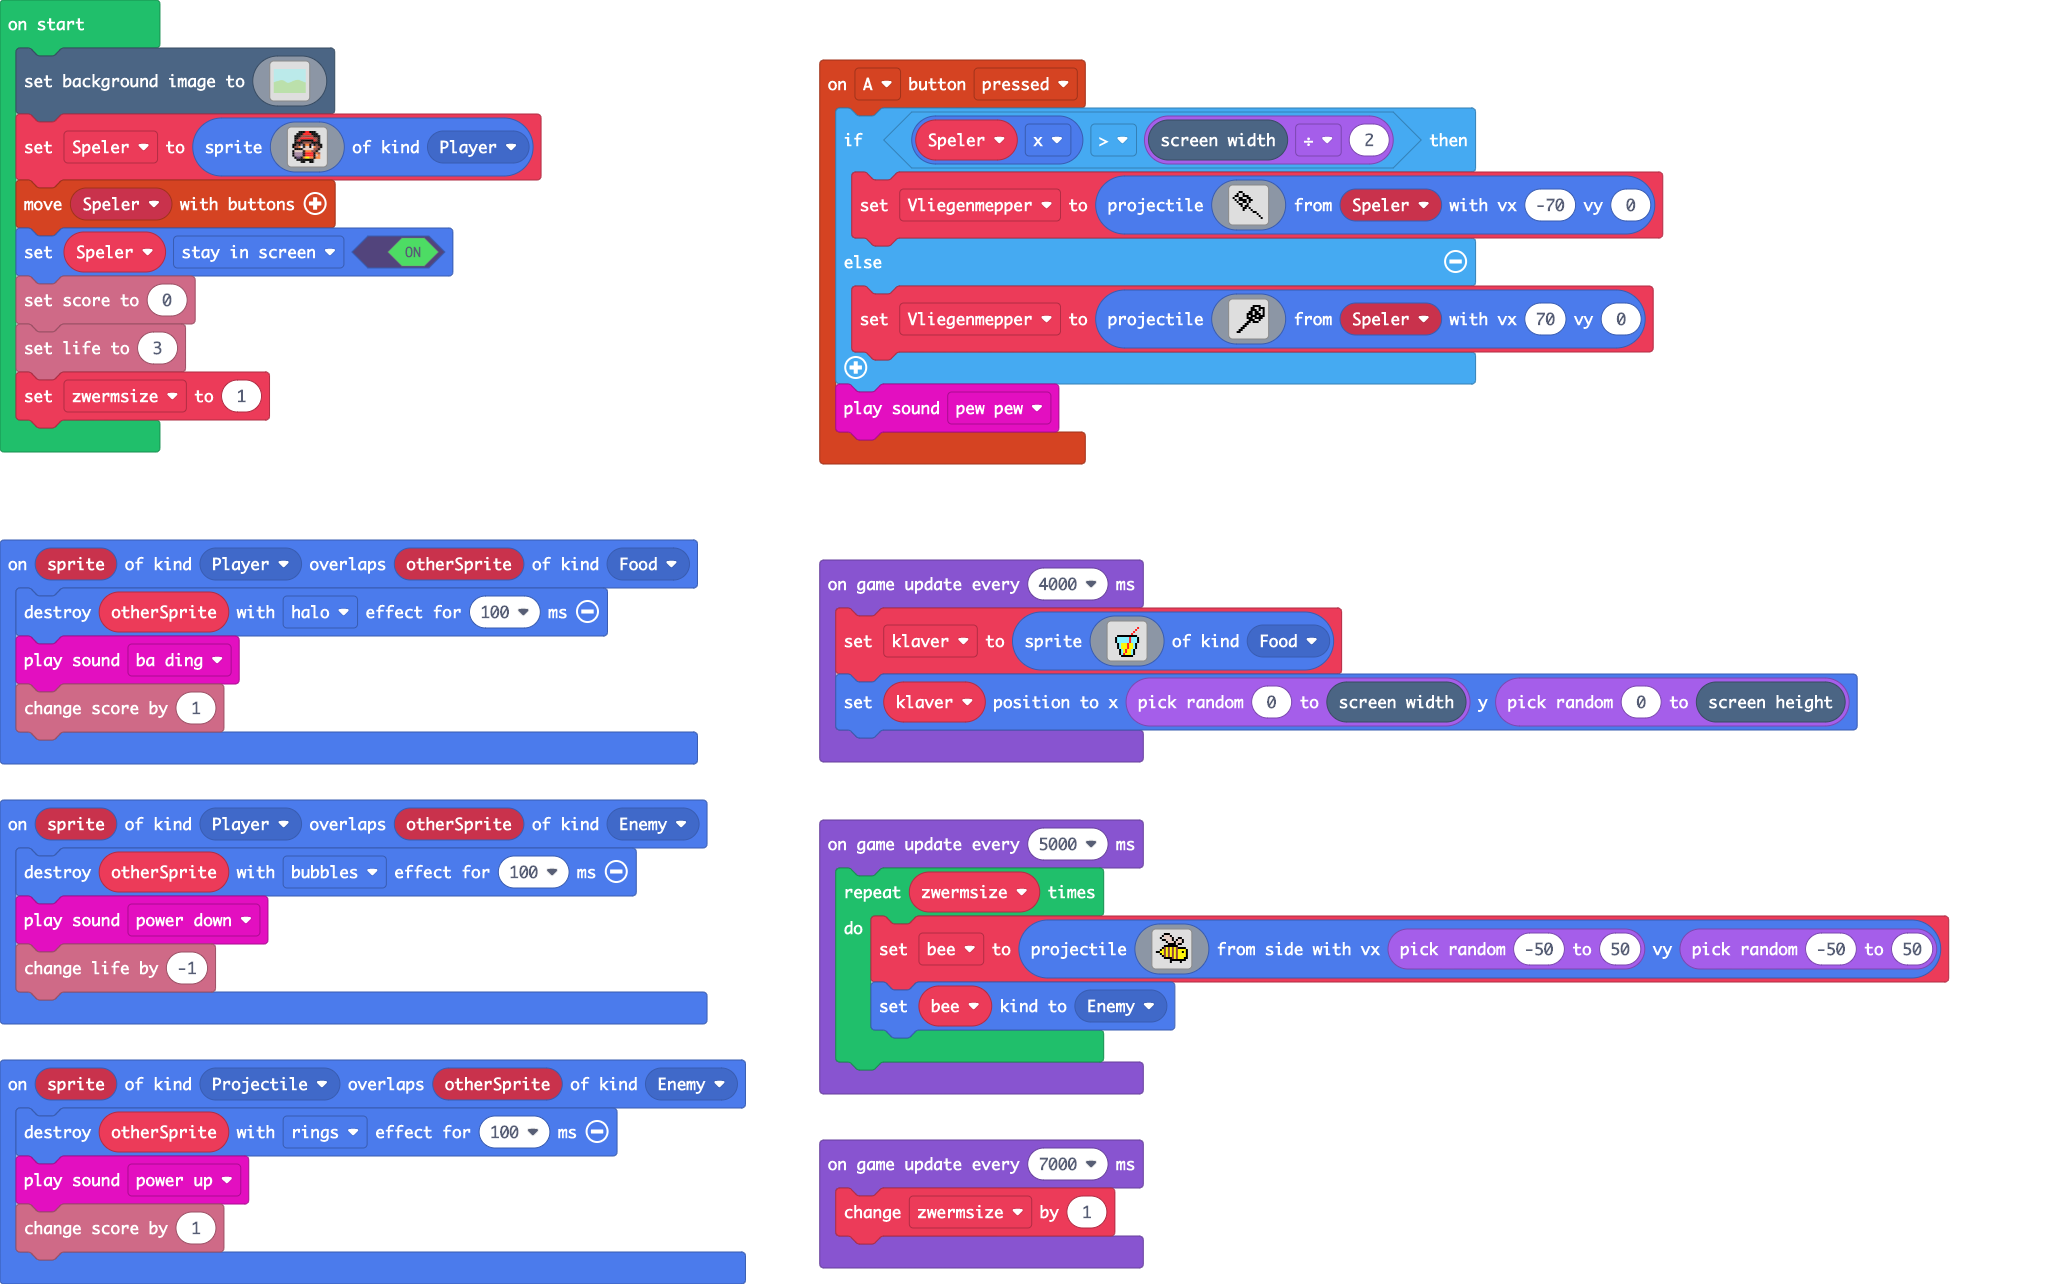 on start
set background image to
set Speler to sprite of kind Player
move Speler with buttons
set Speler stay in screen ON
set score to 0
set life to 3
set zwermsize to 1
on A button pressed
if Speler x > screen width ÷ 2 then
set Vliegenmepper to projectile from Speler with vx -70 vy 0
else
set Vliegenmepper to projectile from Speler with vx 70 vy 0
play sound pew pew
on sprite of kind Player overlaps otherSprite of kind Food
destroy otherSprite with halo effect for 100 ms
play sound ba ding
change score by 1
on sprite of kind Player overlaps otherSprite of kind Enemy
destroy otherSprite with bubbles effect for 100 ms
play sound power down
change life by -1
on sprite of kind Projectile overlaps otherSprite of kind Enemy
destroy otherSprite with rings effect for 100 ms
play sound power up
change score by 1
on game update every 4000 ms
set klaver to sprite of kind Food
set klaver position to x pick random 0 to screen width y pick random 0 to screen height
on game update every 5000 ms
repeat zwermsize times
do
set bee to projectile from side with vx pick random -50 to 50 vy pick random -50 to 50
set bee kind to Enemy
on game update every 7000 ms
change zwermsize by 1